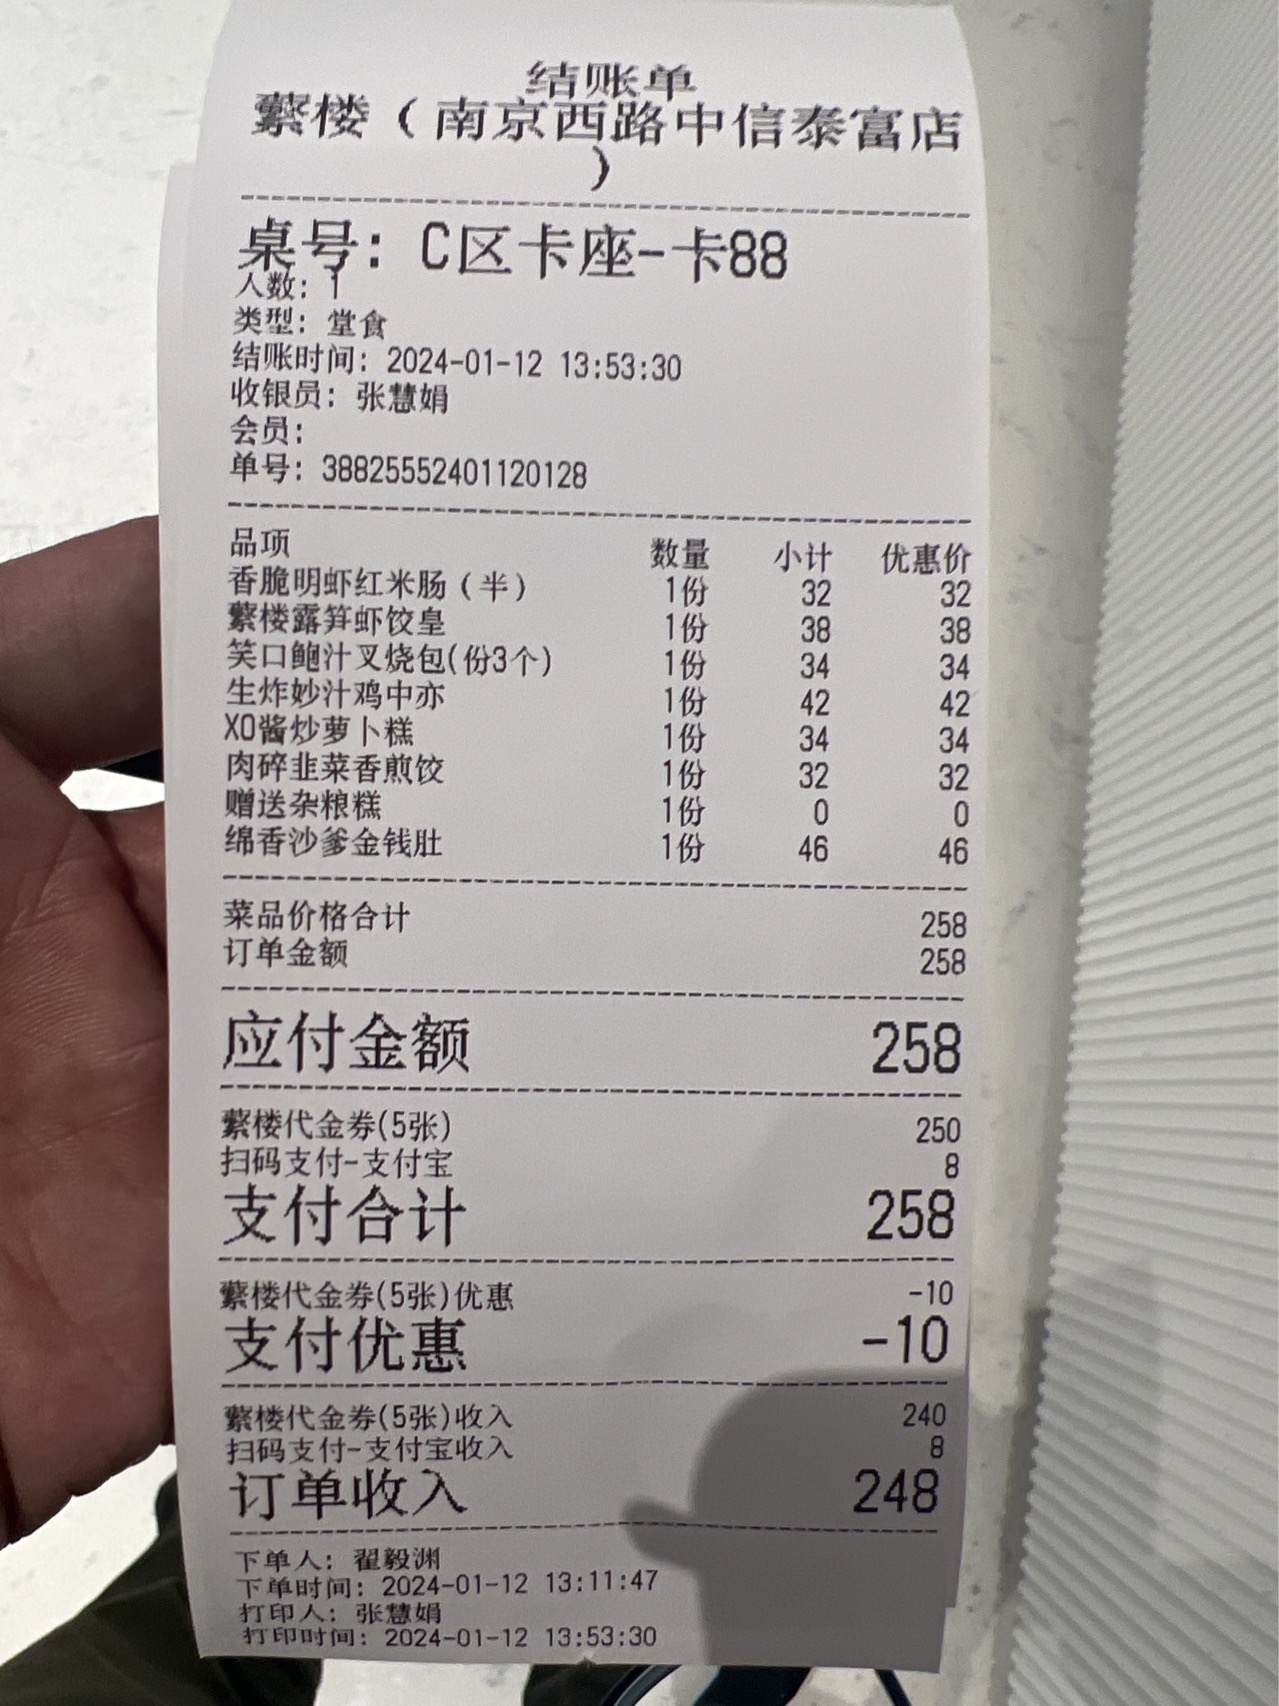 结账单
蘩楼（南京西路中信泰富店
）
桌号：C区卡座-卡88
人数：1
类型：堂食
结账时间：2024-01-12 13:53:30
收银员：张慧娟
会员：
单号：38825552401120128
品项 数量 小计 优惠价
香脆明虾红米肠（半） 1份 32 32
蘩楼露笋虾饺皇 1份 38 38
笑口鲍汁叉烧包(份3个) 1份 34 34
生炸妙汁鸡中亦 1份 42 42
XO酱炒萝卜糕 1份 34 34
肉碎韭菜香煎饺 1份 32 32
赠送杂粮糕 1份 0 0
绵香沙爹金钱肚 1份 46 46
菜品价格合计 258
订单金额 258
应付金额 258
蘩楼代金券(5张) 250
扫码支付-支付宝 8
支付合计 258
蘩楼代金券(5张)优惠 -10
支付优惠 -10
蘩楼代金券(5张)收入 240
扫码支付-支付宝收入 8
订单收入 248
下单人：翟毅渊
下单时间：2024-01-12 13:11:47
打印人：张慧娟
打印时间：2024-01-12 13:53:30